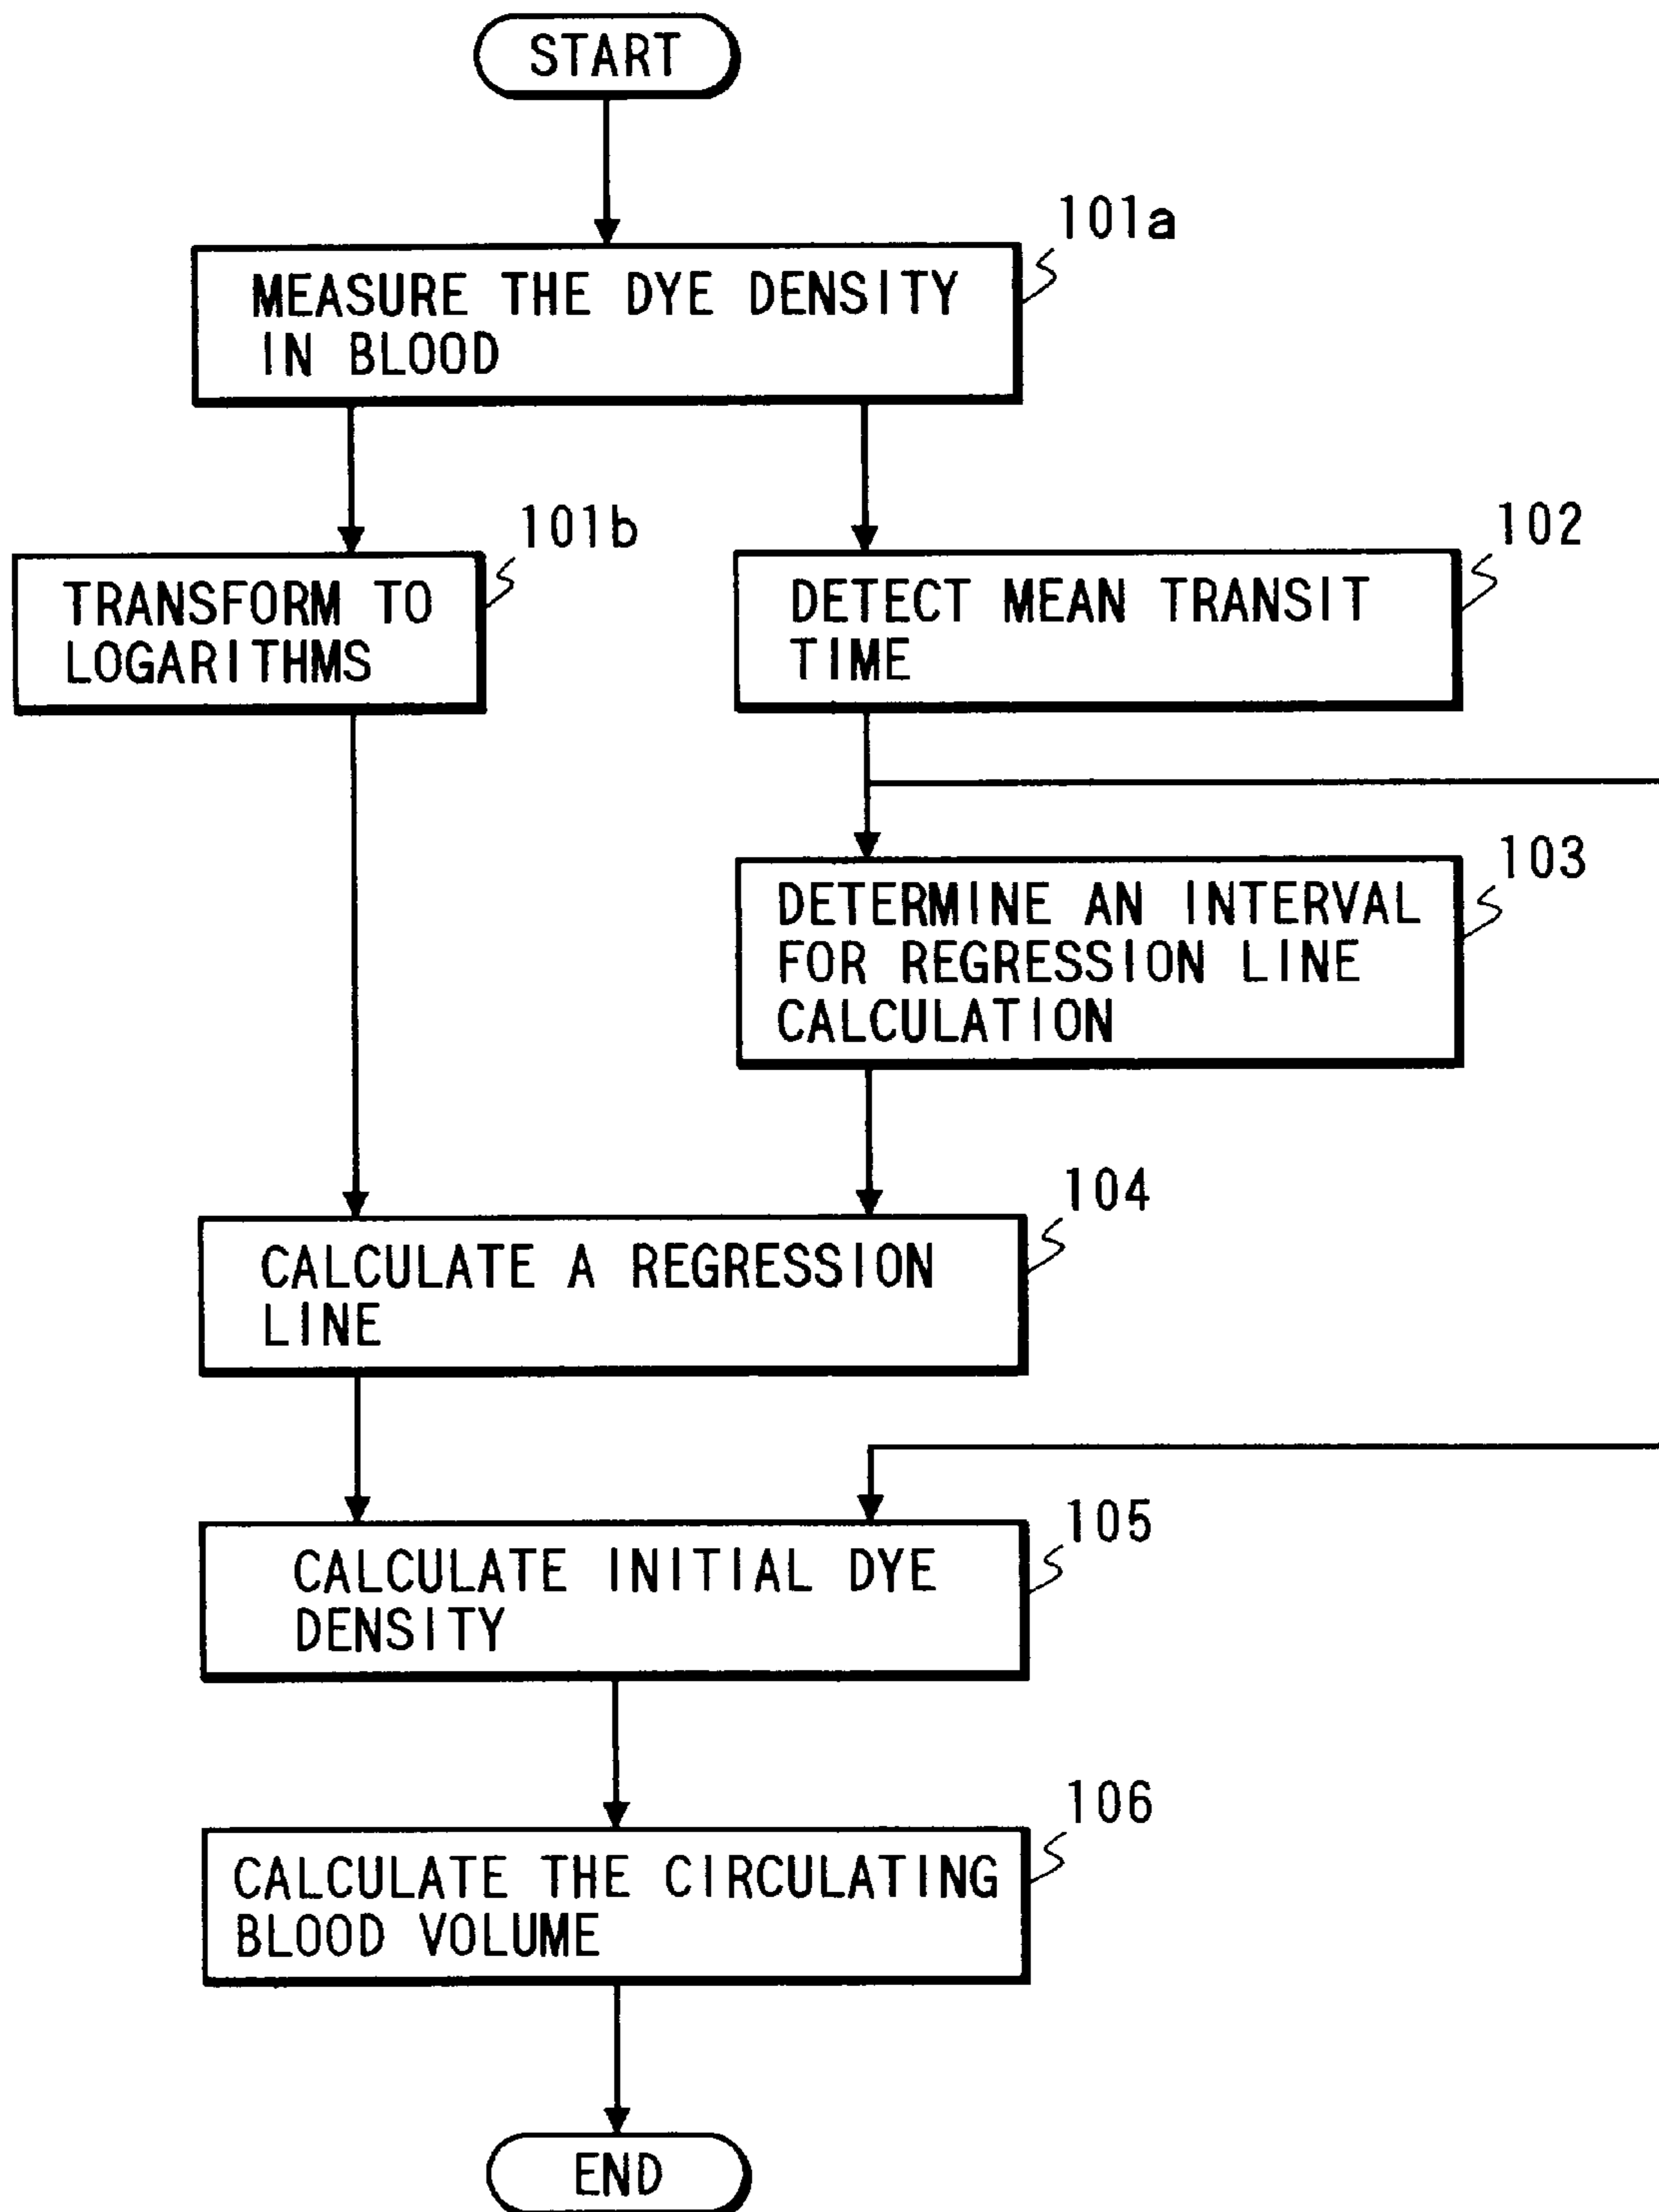 START
101a
MEASURE THE DYE DENSITY
IN BLOOD
101b
TRANSFORM TO
LOGARITHMS
102
DETECT MEAN TRANSIT
TIME
103
DETERMINE AN INTERVAL
FOR REGRESSION LINE
CALCULATION
104
CALCULATE A REGRESSION
LINE
105
CALCULATE INITIAL DYE
DENSITY
106
CALCULATE THE CIRCULATING
BLOOD VOLUME
END